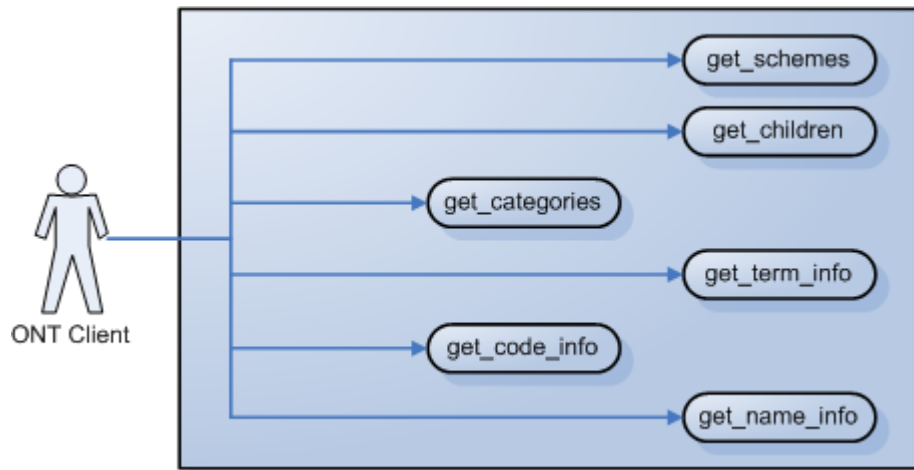 get_schemes
get_children
get_categories
get_term_info
ONT Client
get_code_info
get_name_info